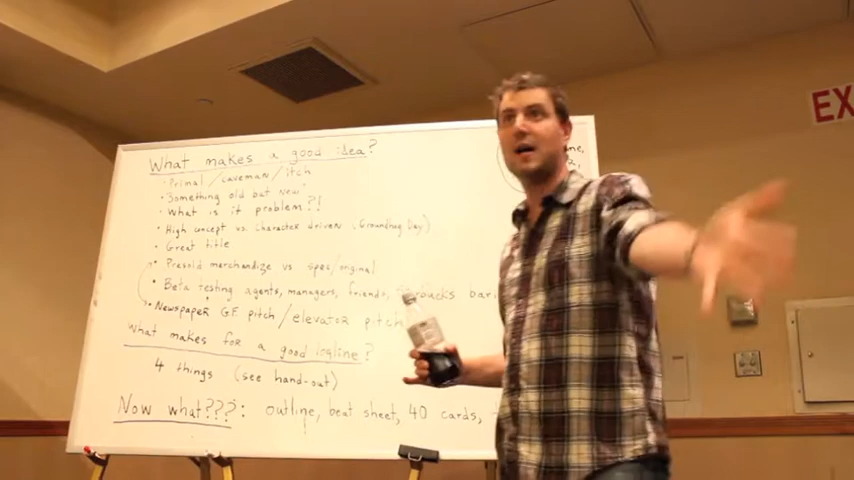 What makes a good idea?
· Primal/caveman/itch
· Something old but new!
· What is it problem?!
· High concept vs. Character driven (Groundhog Day)
· Great title
· Presold merchandize vs spec/original
· Beta testing agents, managers, friends, Starbucks bari
· Newspaper GF pitch/elevator pitch
What makes for a good logline?
4 things (see hand-out)
Now what???: outline, beat sheet, 40 cards,
EX